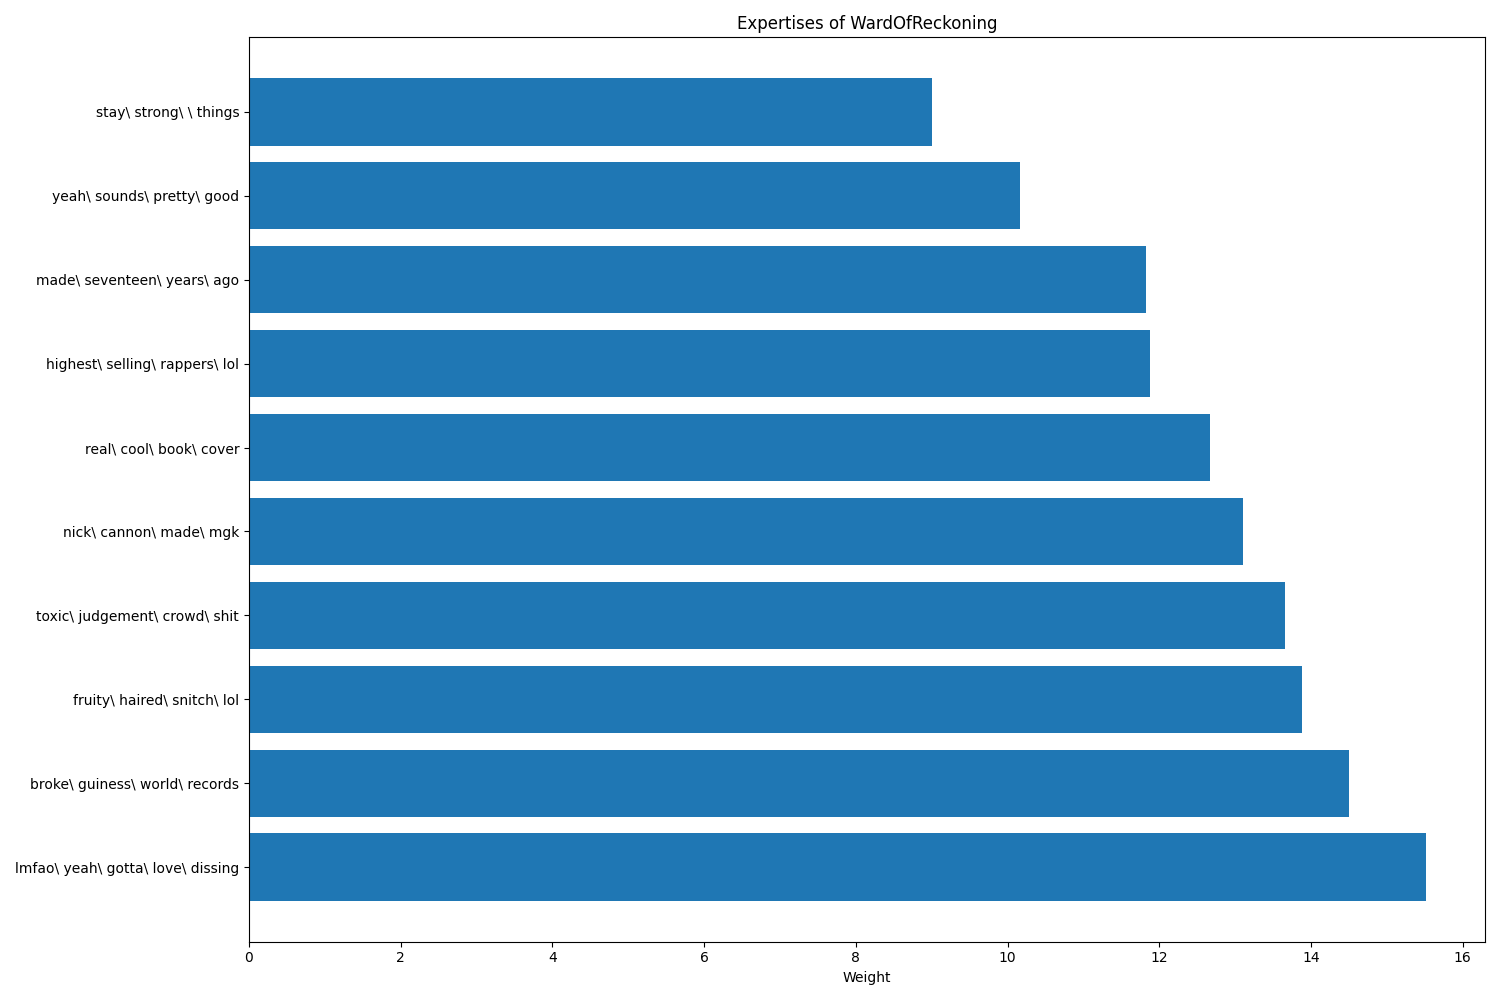 Expertises of WardOfReckoning
stay\ strong\ \ things
yeah\ sounds\ pretty\ good
made\ seventeen\ years\ ago
highest\ selling\ rappers\ lol
real\ cool\ book\ cover
nick\ cannon\ made\ mgk
toxic\ judgement\ crowd\ shit
fruity\ haired\ snitch\ lol
broke\ guiness\ world\ records
lmfao\ yeah\ gotta\ love\ dissing
0 2 4 6 8 10 12 14 16
Weight